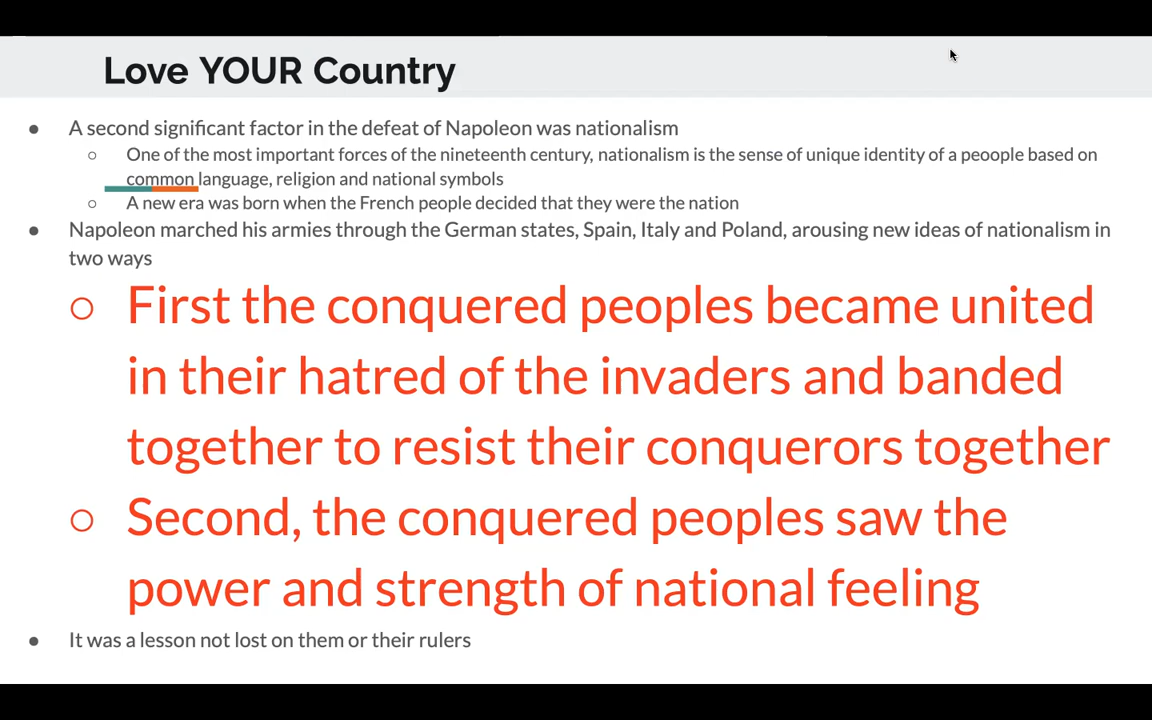 Love YOUR Country
● A second significant factor in the defeat of Napoleon was nationalism
○ One of the most important forces of the nineteenth century, nationalism is the sense of unique identity of a peoople based on
common language, religion and national symbols
○ A new era was born when the French people decided that they were the nation
● Napoleon marched his armies through the German states, Spain, Italy and Poland, arousing new ideas of nationalism in
two ways
○ First the conquered peoples became united
in their hatred of the invaders and banded
together to resist their conquerors together
○ Second, the conquered peoples saw the
power and strength of national feeling
● It was a lesson not lost on them or their rulers